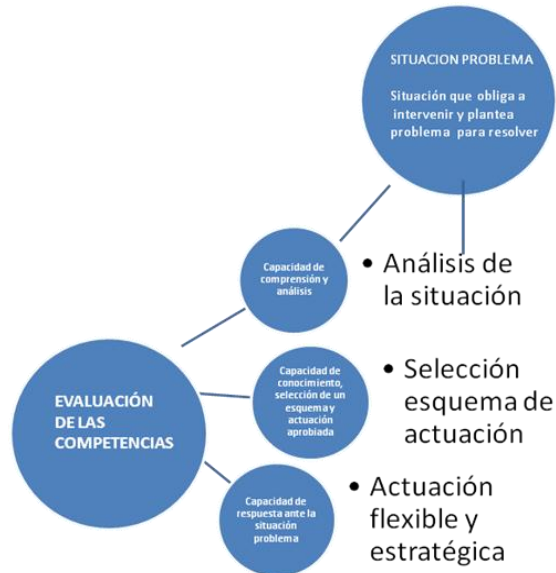 SITUACION PROBLEMA
Situación que obliga a
intervenir y plantea
problema para resolver
Capacidad de
comprensión y
análisis
• Análisis de
la situación
EVALUACIÓN
DE LAS
COMPETENCIAS
Capacidad de
conocimiento,
selección de un
esquema y
actuación
aprobiada
• Selección
esquema de
actuación
Capacidad de
respuesta ante la
situación
problema
• Actuación
flexible y
estratégica